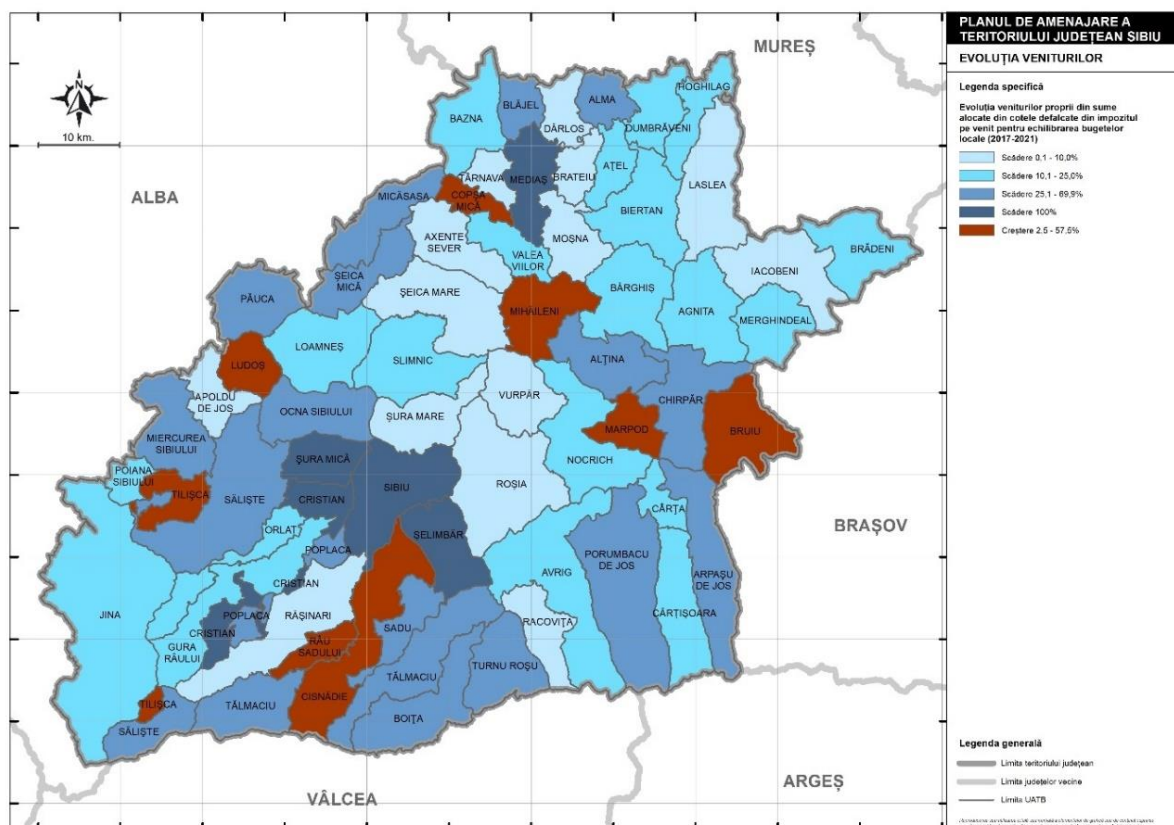 PLANUL DE AMENAJARE A
TERITORIULUI JUDEȚEAN SIBIU
EVOLUȚIA VENITURILOR
Legenda specifică
Evoluția veniturilor proprii din sume
alocate din cotele defalcate din impozitul
pe venit pentru echilibrarea bugetelor
locale (2017-2021)
Scădere 0,1 - 10,0%
Scădere 10,1 - 25,0%
Scădere 25,1 - 69,9%
Scădere 100%
Creștere 2,5 - 57,5%
N
10 km.
MUREȘ
ALBA
BRAȘOV
ARGEȘ
VÂLCEA
HOGHILAG
BLĂJEL
ALMA
BAZNA
DÂRLOS
DUMBRĂVENI
TÂRNAVA
MEDIAȘ
BRATEIU
AȚEL
LASLEA
MICĂSASA
COPȘA
MICĂ
BIERTAN
AXENTE
SEVER
MOȘNA
VALEA
VIILOR
BRĂDENI
IACOBENI
ȘEICA
MICĂ
ȘEICA MARE
BÂRGHIȘ
PĂUCA
MIHĂILENI
AGNITA
MERGHINDEAL
LOAMNEȘ
SLIMNIC
LUDOȘ
ALȚINA
APOLDU
DE JOS
VURPĂR
CHIRPĂR
OCNA SIBIULUI
ȘURA MARE
MARPOD
BRUIU
MIERCUREA
SIBIULUI
ȘURA MICĂ
NOCRICH
POIANA
SIBIULUI
TILIȘCA
SĂLIȘTE
CRISTIAN
SIBIU
ROȘIA
CÂRȚA
ORLAT
ȘELIMBĂR
POPLACA
PORUMBACU
DE JOS
AVRIG
ARPAȘU
DE JOS
CRISTIAN
JINA
POPLACA
RĂȘINARI
CÂRȚIȘOARA
RACOVIȚA
SADU
CRISTIAN
RÂU
SADULUI
GURA
RÂULUI
TURNU ROȘU
TĂLMACIU
CISNĂDIE
TILIȘCA
TĂLMACIU
BOIȚA
SĂLIȘTE
Legenda generală
Limita teritoriului județean
Limita județelor vecine
Limita UATB